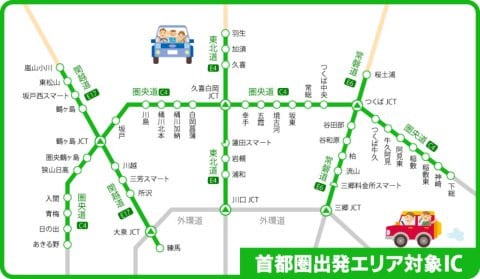 嵐山小川
東松山
坂戸西スマート
鶴ヶ島
鶴ヶ島JCT
圏央鶴ヶ島
狭山日高
入間
青梅
日の出
あきる野
関越道
E17
圏央道
C4
川越
三芳スマート
所沢
関越道
E17
大泉JCT
練馬
坂戸
川島
桶川北本
桶川加納
白岡菖蒲
圏央道 C4
久喜白岡
JCT
東北道
E4
羽生
加須
久喜
蓮田スマート
岩槻
浦和
東北道
E4
川口JCT
外環道
外環道
圏央道 C4
幸手
五霞
境古河
坂東
常総
つくば中央
常磐道
E6
桜土浦
つくばJCT
谷田部
谷和原
柏
流山
三郷料金所スマート
常磐道
E6
三郷JCT
圏央道
C4
つくば牛久
牛久阿見
阿見東
稲敷
稲敷東
神崎
下総
首都圏出発エリア対象IC